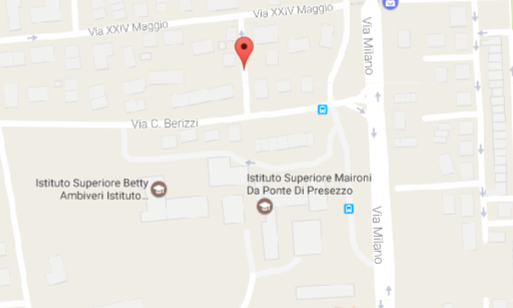 Via XXIV Maggio
Via XXIV Maggio
Via Milano
Via C. Berizzi
Istituto Superiore Betty
Ambiveri Istituto...
Istituto Superiore Maironi
Da Ponte Di Presezzo
Via Milano